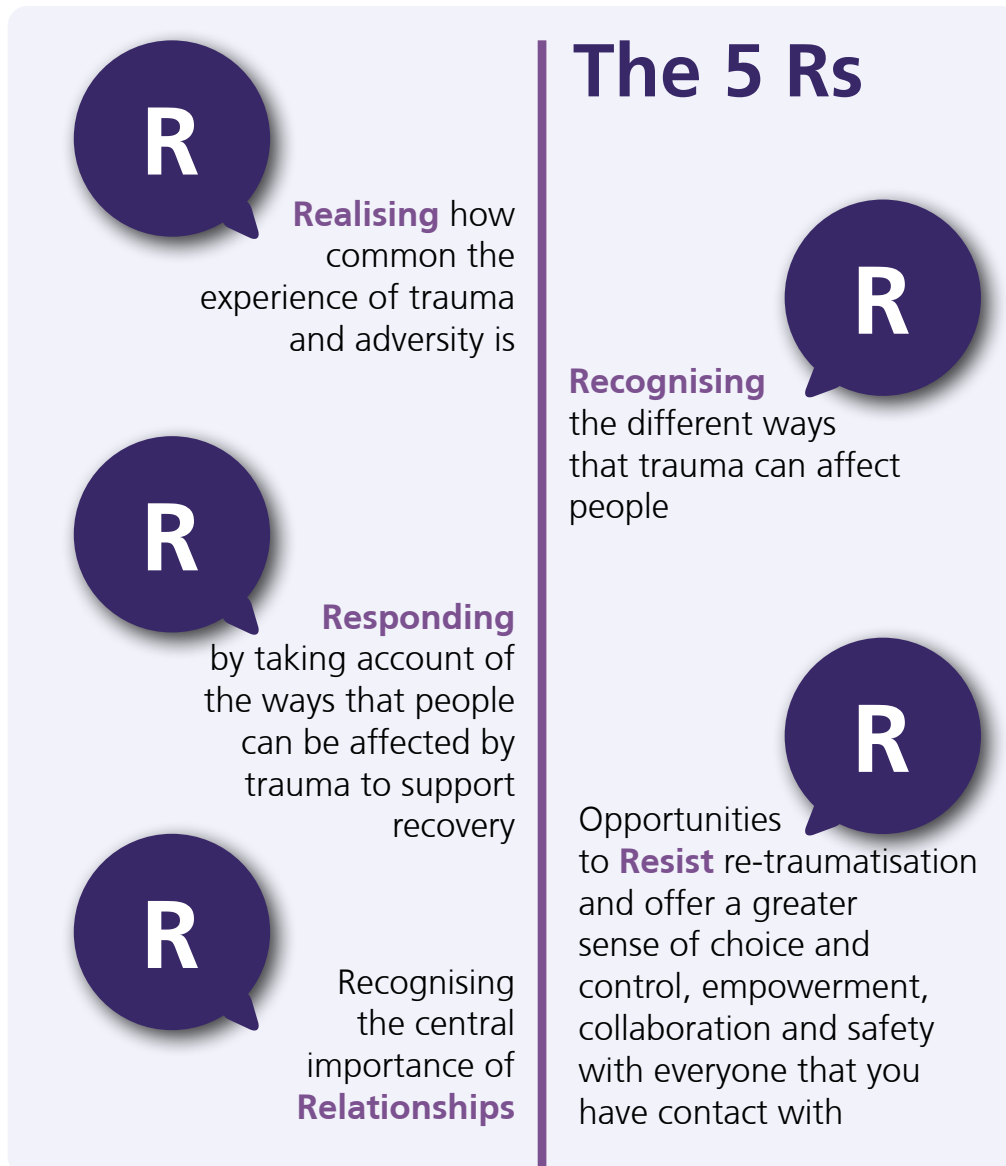 The 5 Rs
R
Realising how
common the
experience of trauma
and adversity is
R
Recognising
the different ways
that trauma can affect
people
R
Responding
by taking account of
the ways that people
can be affected by
trauma to support
recovery
R
Opportunities
to Resist re-traumatisation
and offer a greater
sense of choice and
control, empowerment,
collaboration and safety
with everyone that you
have contact with
R
Recognising
the central
importance of
Relationships